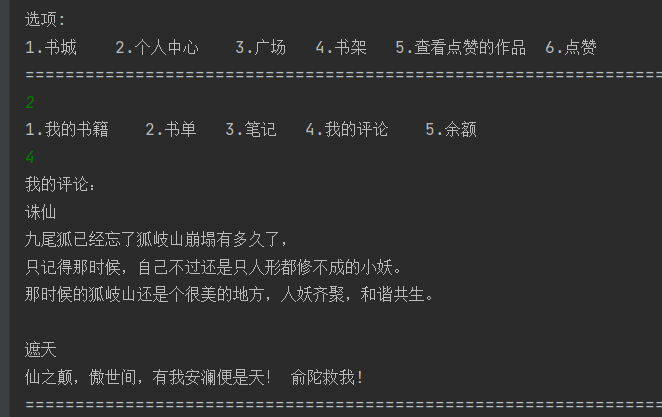 选项:
1.书城 2.个人中心 3.广场 4.书架 5.查看点赞的作品 6.点赞
================================================================
2
1.我的书籍 2.书单 3.笔记 4.我的评论 5.余额
4
我的评论:
诛仙
九尾狐已经忘了狐岐山崩塌有多久了,
只记得那时候，自己不过还是只人形都修不成的小妖。
那时候的狐岐山还是个很美的地方，人妖齐聚，和谐共生。
遮天
仙之颠，傲世间，有我安澜便是天! 俞陀救我!
================================================================